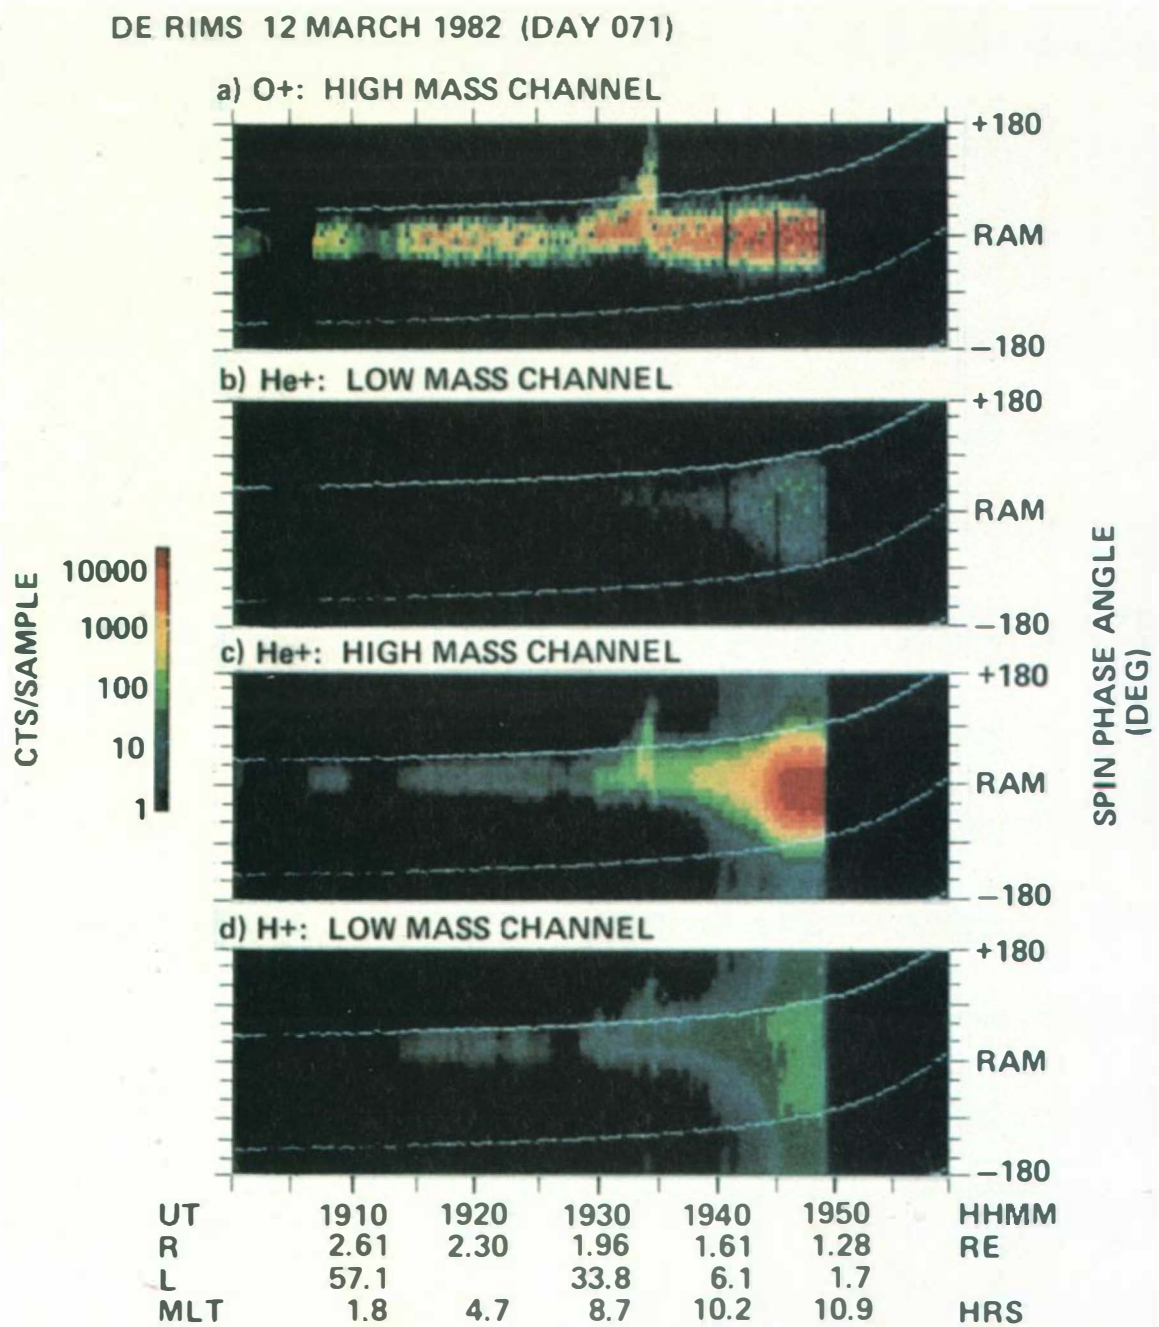 DE RIMS 12 MARCH 1982 (DAY 071)
a) O+: HIGH MASS CHANNEL
+180
RAM
−180
b) He+: LOW MASS CHANNEL
+180
RAM
−180
c) He+: HIGH MASS CHANNEL
+180
RAM
−180
d) H+: LOW MASS CHANNEL
+180
RAM
−180
CTS/SAMPLE
10000
1000
100
10
1
SPIN PHASE ANGLE
(DEG)
UT 1910 1920 1930 1940 1950 HHMM
R 2.61 2.30 1.96 1.61 1.28 RE
L 57.1 33.8 6.1 1.7
MLT 1.8 4.7 8.7 10.2 10.9 HRS